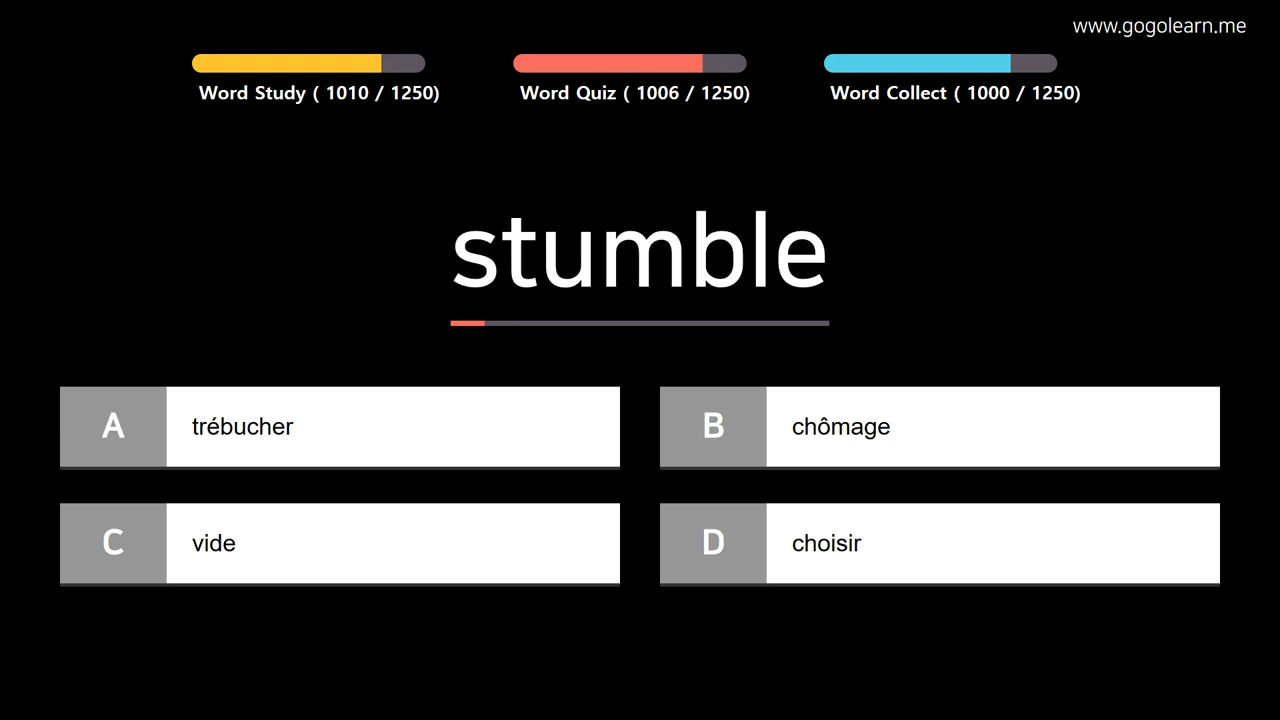 www.gogolearn.me
Word Study ( 1010 / 1250)
Word Quiz ( 1006 / 1250)
Word Collect ( 1000 / 1250)
stumble
A trébucher
B chômage
C vide
D choisir